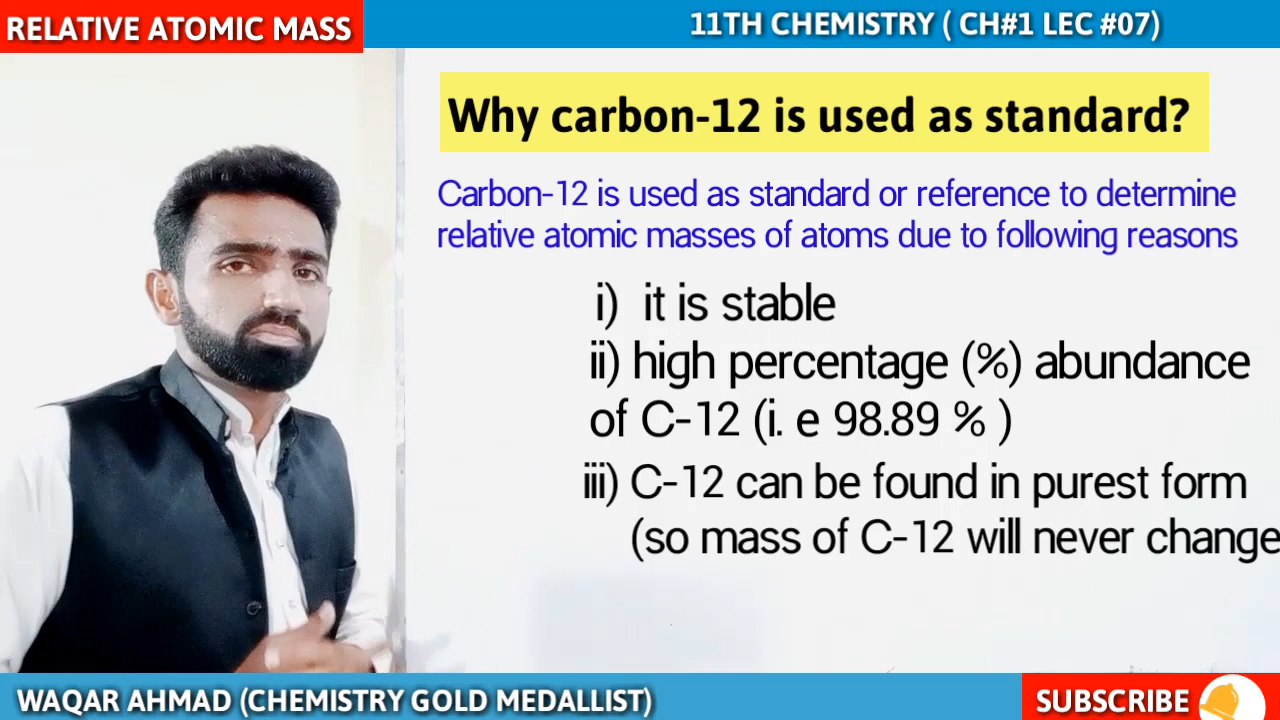 RELATIVE ATOMIC MASS
11TH CHEMISTRY ( CH#1 LEC #07)
Why carbon-12 is used as standard?
Carbon-12 is used as standard or reference to determine
relative atomic masses of atoms due to following reasons
i) it is stable
ii) high percentage (%) abundance
of C-12 (i. e 98.89 % )
iii) C-12 can be found in purest form
(so mass of C-12 will never change
WAQAR AHMAD (CHEMISTRY GOLD MEDALLIST)
SUBSCRIBE